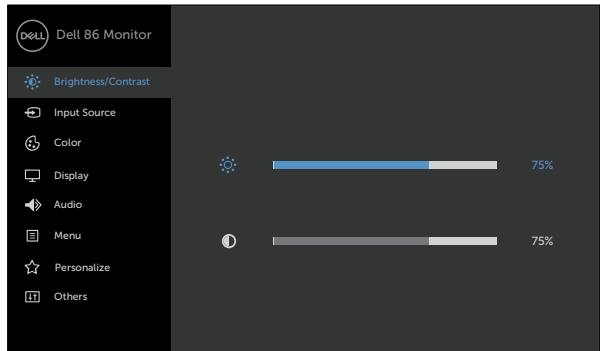 DELL Dell 86 Monitor
Brightness/Contrast
Input Source
Color
Display
75%
Audio
Menu
75%
Personalize
Others